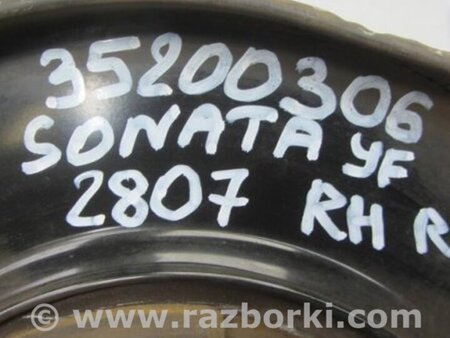 35200306
SONATA YF
2807 RH R
© www.razborki.com